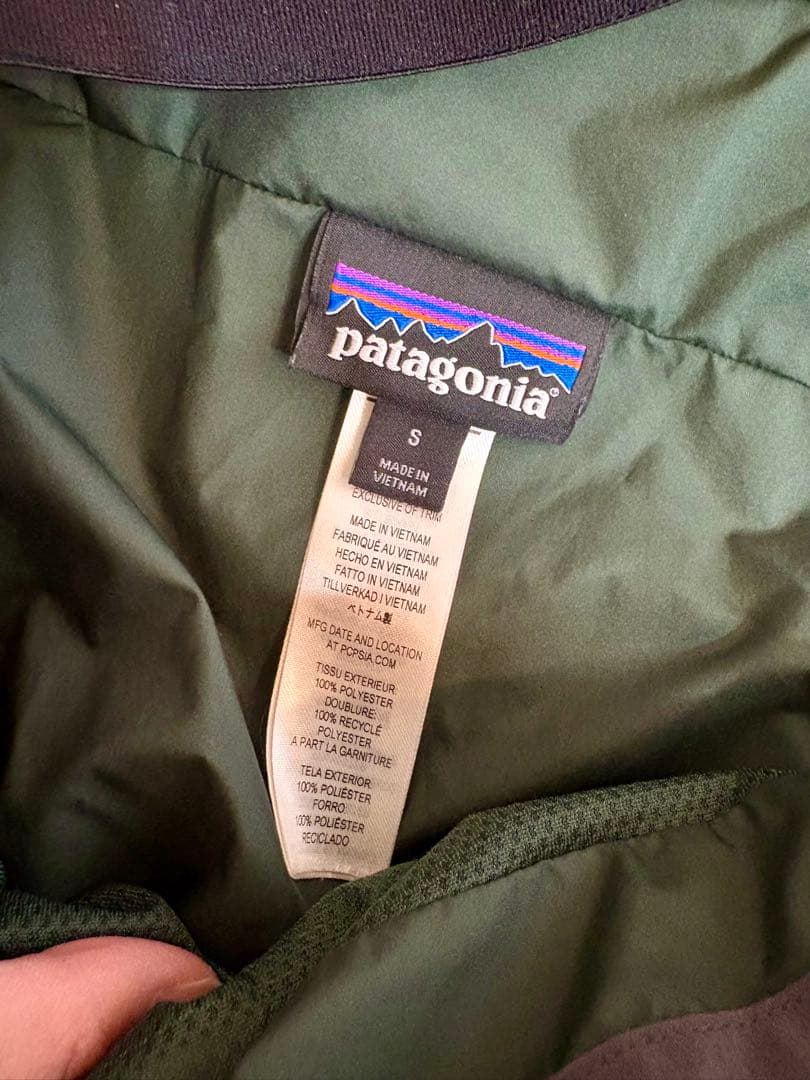 patagonia®
S
MADE IN
VIETNAM
EXCLUSIVE OF TRIM
MADE IN VIETNAM
FABRIQUÉ AU VIETNAM
HECHO EN VIETNAM
FATTO IN VIETNAM
TILLVERKAD I VIETNAM
ベトナム製
MFG DATE AND LOCATION
AT PCPSIA.COM
TISSU EXTERIEUR:
100% POLYESTER
DOUBLURE:
100% RECYCLÉ
POLYESTER
A PART LA GARNITURE
TELA EXTERIOR:
100% POLIÉSTER
FORRO:
100% POLIÉSTER
RECICLADO